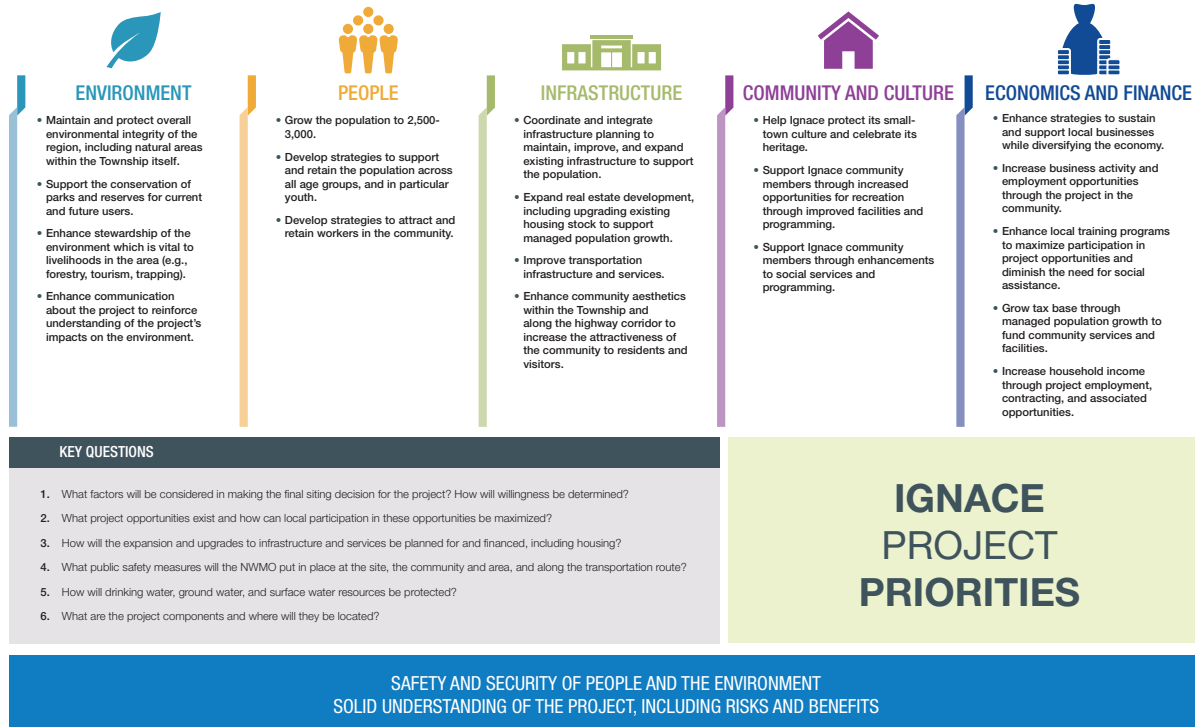 ENVIRONMENT
• Maintain and protect overall
environmental integrity of the
region, including natural areas
within the Township itself.
• Support the conservation of
parks and reserves for current
and future users.
• Enhance stewardship of the
environment which is vital to
livelihoods in the area (e.g.,
forestry, tourism, trapping).
• Enhance communication
about the project to reinforce
understanding of the project's
impacts on the environment.
PEOPLE
• Grow the population to 2,500-
3,000.
• Develop strategies to support
and retain the population across
all age groups, and in particular
youth.
• Develop strategies to attract and
retain workers in the community.
INFRASTRUCTURE
• Coordinate and integrate
infrastructure planning to
maintain, improve, and expand
existing infrastructure to support
the population.
• Expand real estate development,
including upgrading existing
housing stock to support
managed population growth.
• Improve transportation
infrastructure and services.
• Enhance community aesthetics
within the Township and
along the highway corridor to
increase the attractiveness of
the community to residents and
visitors.
COMMUNITY AND CULTURE
• Help Ignace protect its small-
town culture and celebrate its
heritage.
• Support Ignace community
members through increased
opportunities for recreation
through improved facilities and
programming.
• Support Ignace community
members through enhancements
to social services and
programming.
ECONOMICS AND FINANCE
• Enhance strategies to sustain
and support local businesses
while diversifying the economy.
• Increase business activity and
employment opportunities
through the project in the
community.
• Enhance local training programs
to maximize participation in
project opportunities and
diminish the need for social
assistance.
• Grow tax base through
managed population growth to
fund community services and
facilities.
• Increase household income
through project employment,
contracting, and associated
opportunities.
KEY QUESTIONS
1. What factors will be considered in making the final siting decision for the project? How will willingness be determined?
2. What project opportunities exist and how can local participation in these opportunities be maximized?
3. How will the expansion and upgrades to infrastructure and services be planned for and financed, including housing?
4. What public safety measures will the NWMO put in place at the site, the community and area, and along the transportation route?
5. How will drinking water, ground water, and surface water resources be protected?
6. What are the project components and where will they be located?
IGNACE
PROJECT
PRIORITIES
SAFETY AND SECURITY OF PEOPLE AND THE ENVIRONMENT
SOLID UNDERSTANDING OF THE PROJECT, INCLUDING RISKS AND BENEFITS